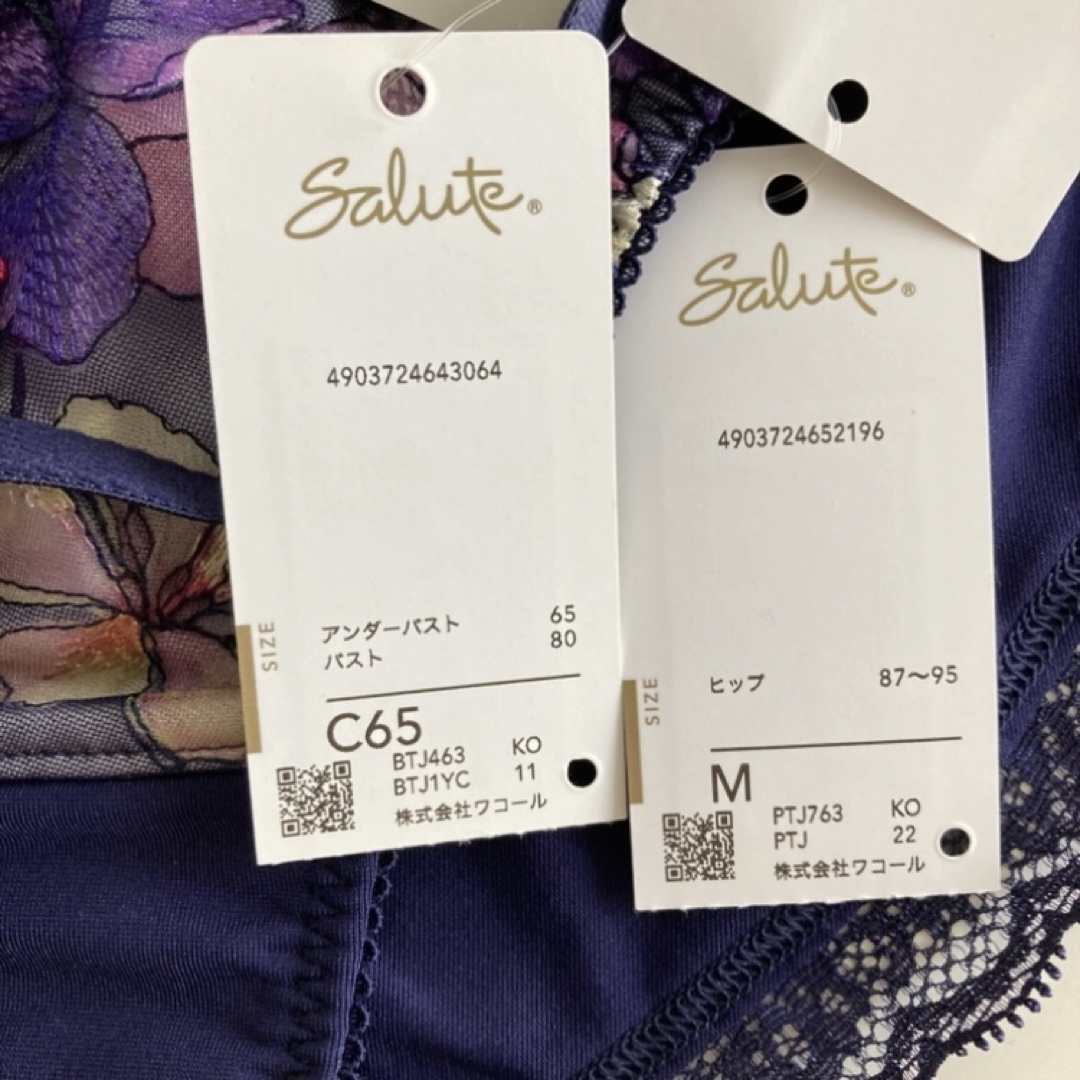 Salute®
4903724643064
SIZE
アンダーバスト 65
バスト 80
C65
BTJ463 KO
BTJ1YC 11
株式会社ワコール
Salute®
4903724652196
SIZE
ヒップ 87〜95
M
PTJ763 KO
PTJ 22
株式会社ワコール